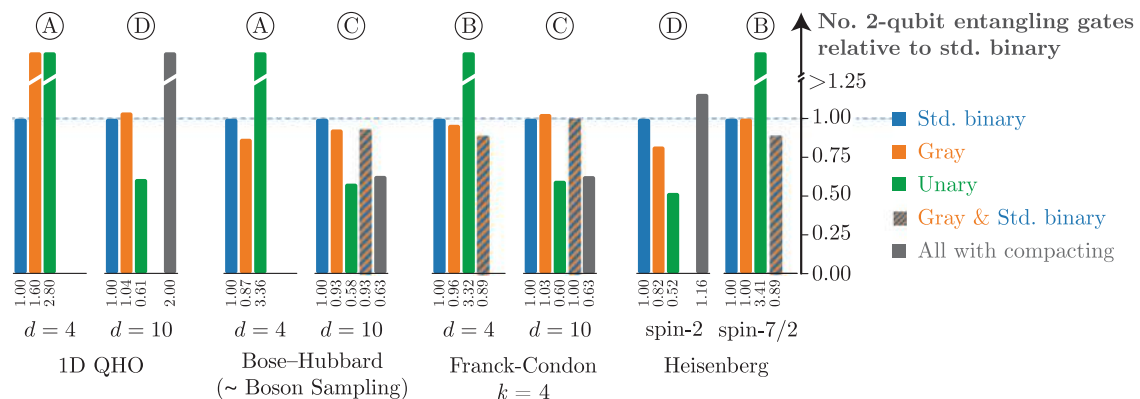 A D A C B C D B
No. 2-qubit entangling gates
relative to std. binary
>1.25
1.00
0.75
0.50
0.25
0.00
Std. binary
Gray
Unary
Gray & Std. binary
All with compacting
1.00 1.60 2.80
1.00 1.04 0.61 2.00
1.00 0.87 3.36
1.00 0.93 0.58 0.93 0.63
1.00 0.96 3.32 0.89
1.00 1.03 0.60 1.00 0.63
1.00 0.82 0.52 1.16
1.00 1.00 3.41 0.89
d = 4 d = 10 d = 4 d = 10 d = 4 d = 10 spin-2 spin-7/2
1D QHO
Bose–Hubbard
(~ Boson Sampling)
Franck-Condon
k = 4
Heisenberg